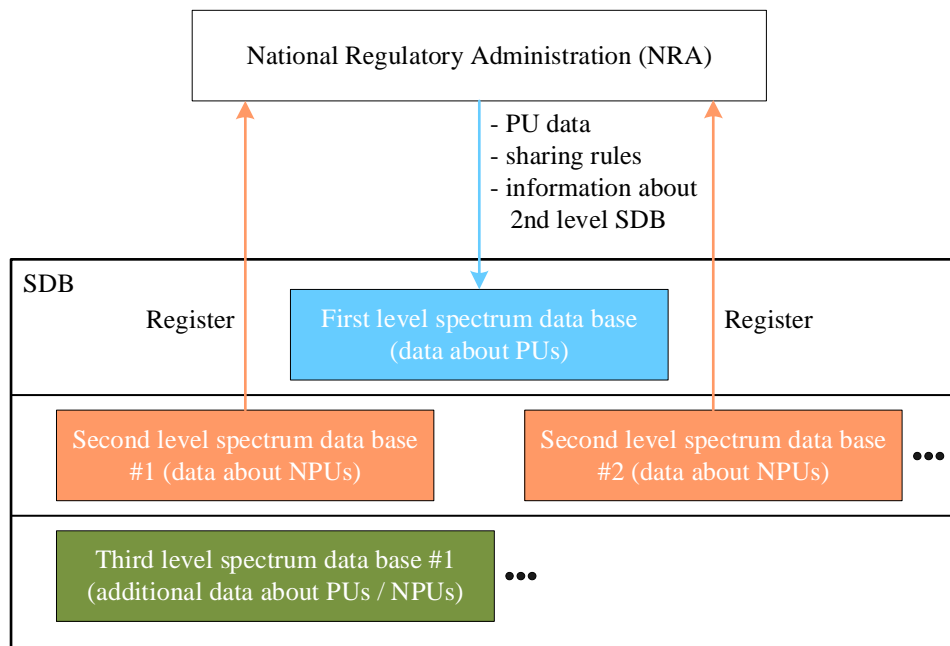 National Regulatory Administration (NRA)
- PU data
- sharing rules
- information about
2nd level SDB
SDB
Register
First level spectrum data base
(data about PUs)
Register
Second level spectrum data base
#1 (data about NPUs)
Second level spectrum data base
#2 (data about NPUs)
•••
Third level spectrum data base #1
(additional data about PUs / NPUs)
•••